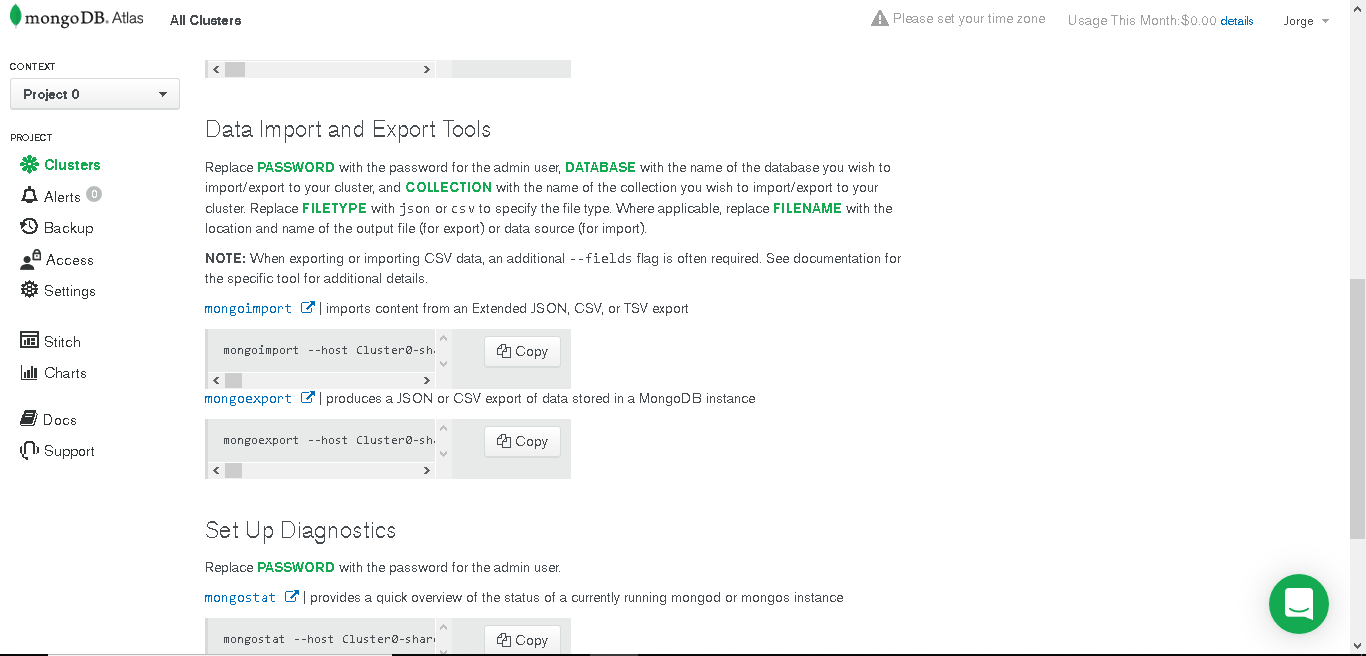 mongoDB. Atlas
All Clusters
Please set your time zone
Usage This Month:$0.00 details
Jorge
CONTEXT
Project 0
PROJECT
Clusters
Alerts 0
Backup
Access
Settings
Stitch
Charts
Docs
Support
Data Import and Export Tools
Replace PASSWORD with the password for the admin user, DATABASE with the name of the database you wish to
import/export to your cluster, and COLLECTION with the name of the collection you wish to import/export to your
cluster. Replace FILETYPE with json or csv to specify the file type. Where applicable, replace FILENAME with the
location and name of the output file (for export) or data source (for import).
NOTE: When exporting or importing CSV data, an additional --fields flag is often required. See documentation for
the specific tool for additional details.
mongoimport | imports content from an Extended JSON, CSV, or TSV export
mongoimport --host Cluster0-sha
Copy
mongoexport | produces a JSON or CSV export of data stored in a MongoDB instance
mongoexport --host Cluster0-sh
Copy
Set Up Diagnostics
Replace PASSWORD with the password for the admin user.
mongostat | provides a quick overview of the status of a currently running mongod or mongos instance
mongostat --host Cluster0-shar
Copy